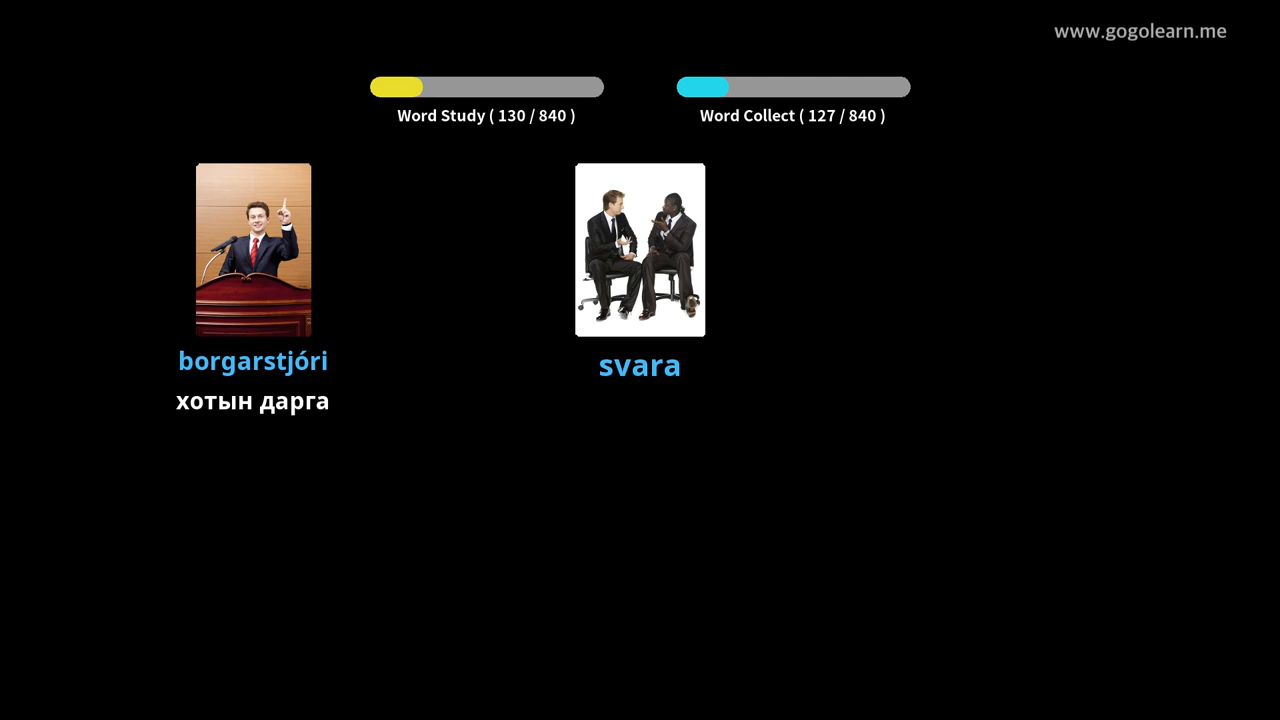 www.gogolearn.me
Word Study ( 130 / 840 )
Word Collect ( 127 / 840 )
borgarstjóri
хотын дарга
svara